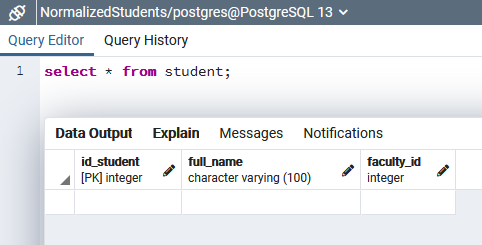 NormalizedStudents/postgres@PostgreSQL 13
Query Editor Query History
1 select * from student;
Data Output Explain Messages Notifications
id_student full_name faculty_id
[PK] integer character varying (100) integer